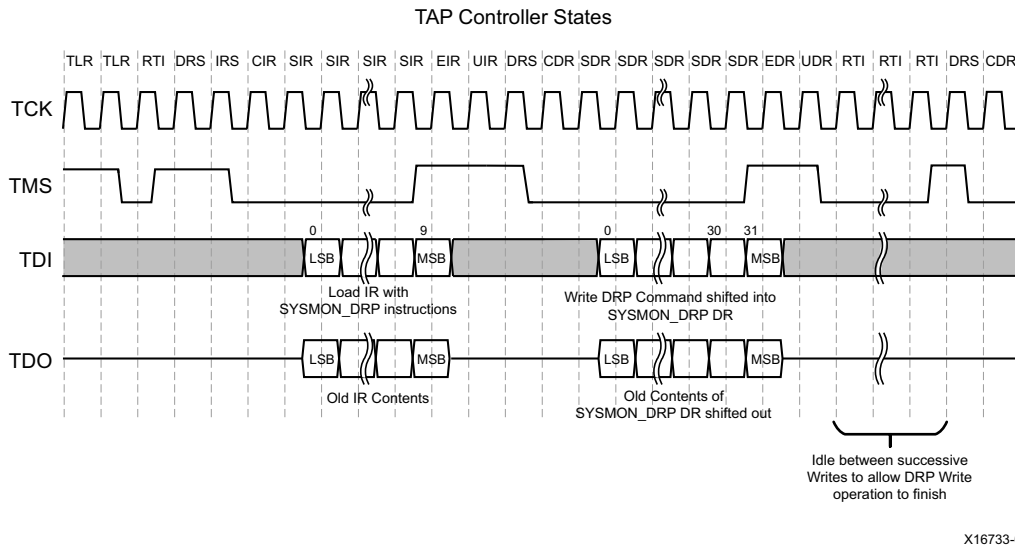 TAP Controller States
TLR TLR RTI DRS IRS CIR SIR SIR SIR SIR EIR UIR DRS CDR SDR SDR SDR SDR SDR EDR UDR RTI RTI RTI DRS CDR
TCK
TMS
0 9 0 30 31
TDI LSB MSB LSB MSB
Load IR with
SYSMON_DRP instructions
Write DRP Command shifted into
SYSMON_DRP DR
TDO LSB MSB LSB MSB
Old IR Contents
Old Contents of
SYSMON_DRP DR shifted out
Idle between successive
Writes to allow DRP Write
operation to finish